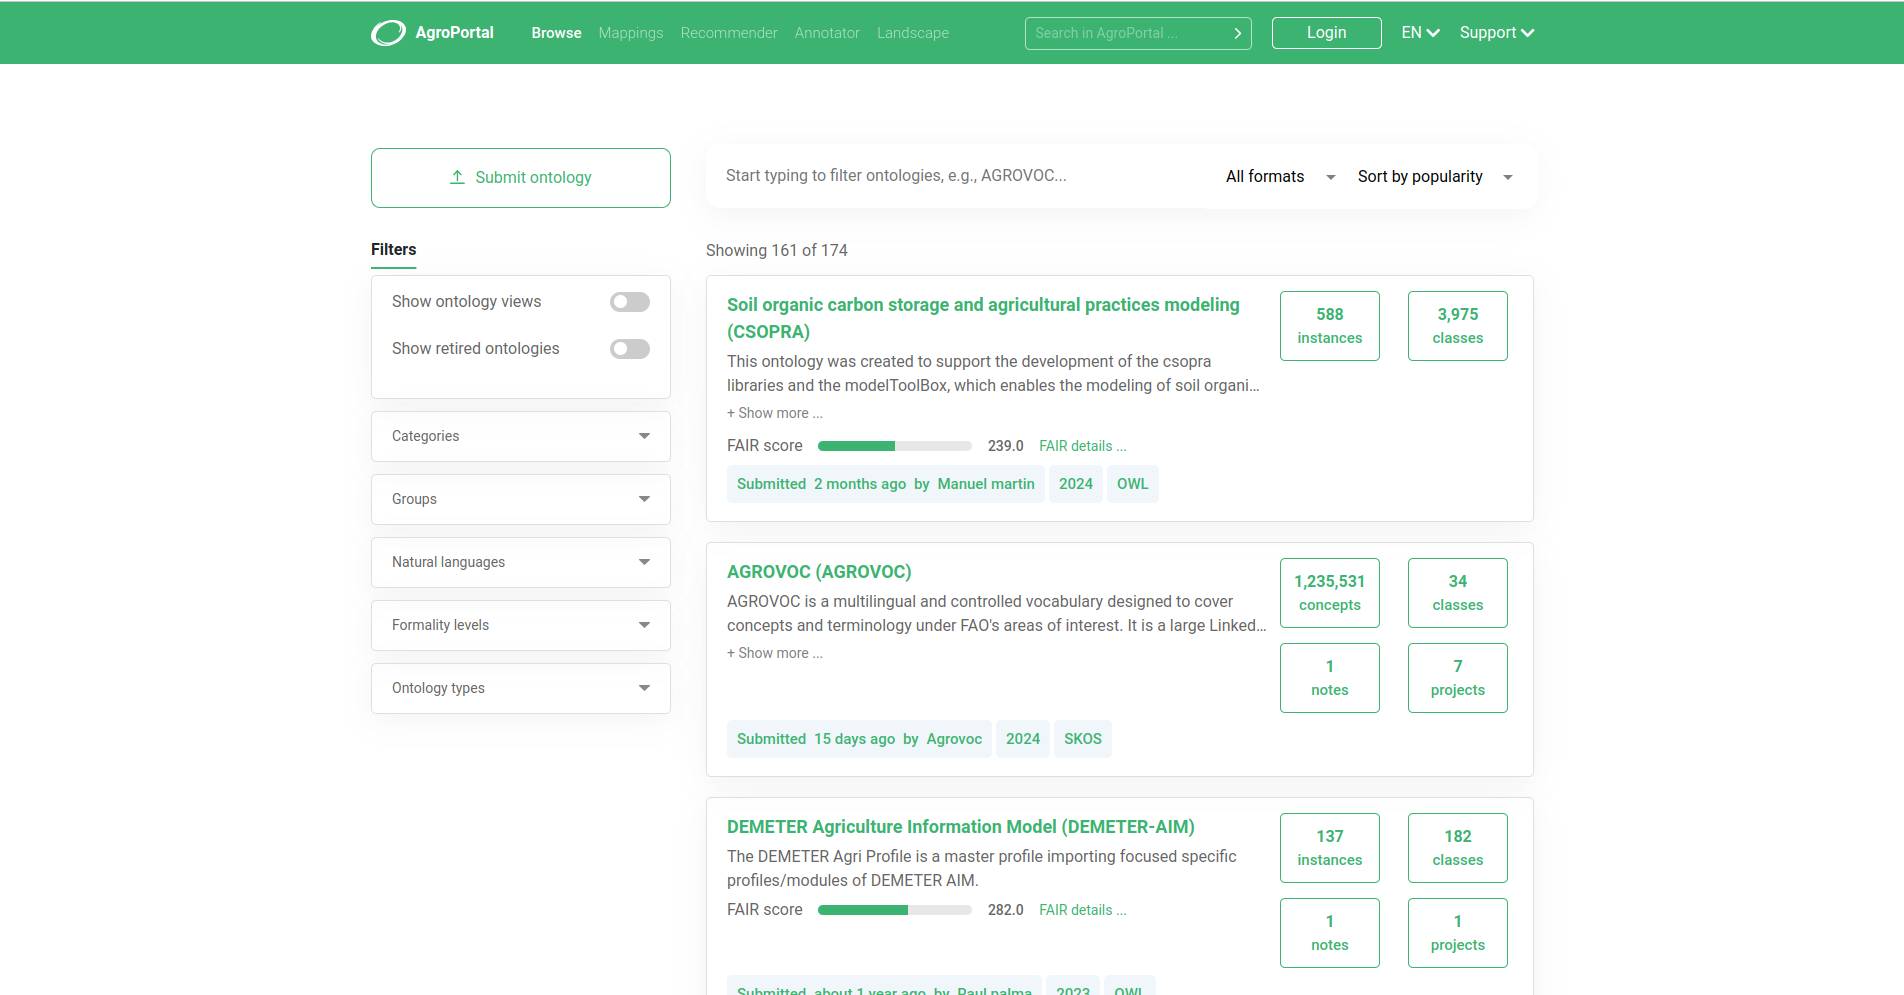 AgroPortal
Browse Mappings Recommender Annotator Landscape
Search in AgroPortal ...
Login
EN
Support
Submit ontology
Start typing to filter ontologies, e.g., AGROVOC...
All formats
Sort by popularity
Filters
Show ontology views
Show retired ontologies
Categories
Groups
Natural languages
Formality levels
Ontology types
Showing 161 of 174
Soil organic carbon storage and agricultural practices modeling
(CSOPRA)
This ontology was created to support the development of the csopra
libraries and the modelToolBox, which enables the modeling of soil organi...
+ Show more ...
FAIR score 239.0 FAIR details ...
Submitted 2 months ago by Manuel martin 2024 OWL
588
instances
3,975
classes
AGROVOC (AGROVOC)
AGROVOC is a multilingual and controlled vocabulary designed to cover
concepts and terminology under FAO's areas of interest. It is a large Linked...
+ Show more ...
Submitted 15 days ago by Agrovoc 2024 SKOS
1,235,531
concepts
34
classes
1
notes
7
projects
DEMETER Agriculture Information Model (DEMETER-AIM)
The DEMETER Agri Profile is a master profile importing focused specific
profiles/modules of DEMETER AIM.
FAIR score 282.0 FAIR details ...
Submitted about 1 year ago by Paul palma 2023 OWL
137
instances
182
classes
1
notes
1
projects